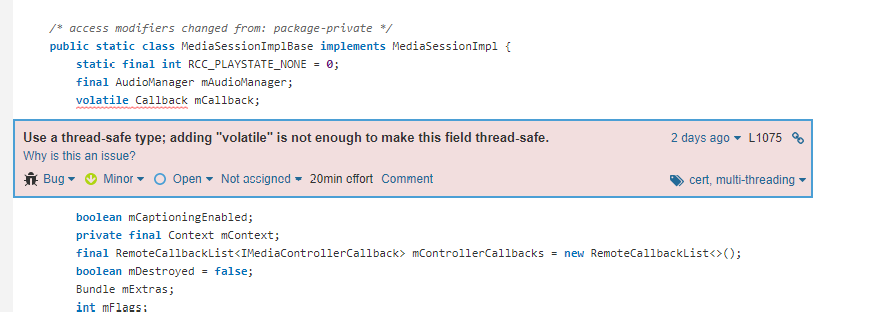 /* access modifiers changed from: package-private */
public static class MediaSessionImplBase implements MediaSessionImpl {
static final int RCC_PLAYSTATE_NONE = 0;
final AudioManager mAudioManager;
volatile Callback mCallback;
Use a thread-safe type; adding "volatile" is not enough to make this field thread-safe. 2 days ago L1075
Why is this an issue?
Bug Minor Open Not assigned 20min effort Comment cert, multi-threading
boolean mCaptioningEnabled;
private final Context mContext;
final RemoteCallbackList<IMediaControllerCallback> mControllerCallbacks = new RemoteCallbackList<>();
boolean mDestroyed = false;
Bundle mExtras;
int mFlags;